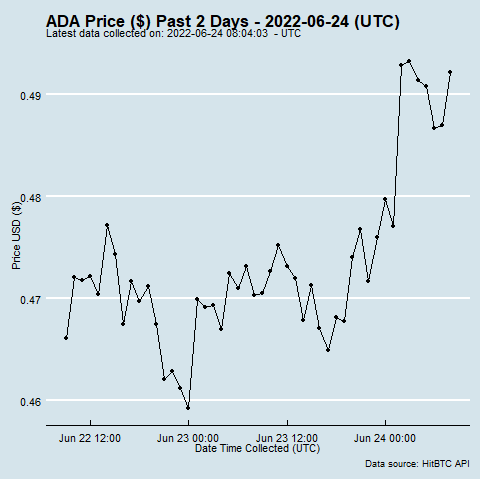 ADA Price ($) Past 2 Days - 2022-06-24 (UTC)
Latest data collected on: 2022-06-24 08:04:03 - UTC
0.49
0.48
0.47
0.46
Price USD ($)
Jun 22 12:00 Jun 23 00:00 Jun 23 12:00 Jun 24 00:00
Date Time Collected (UTC)
Data source: HitBTC API